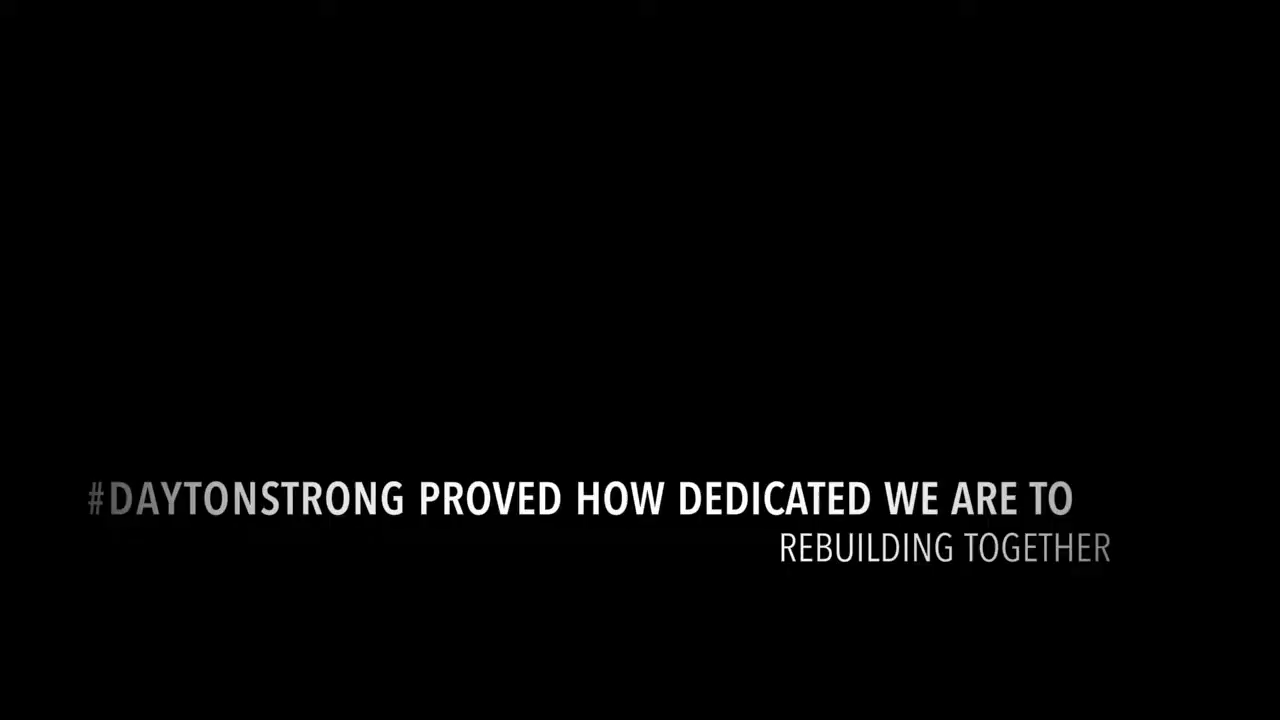 #DAYTONSTRONG PROVED HOW DEDICATED WE ARE TO
REBUILDING TOGETHER